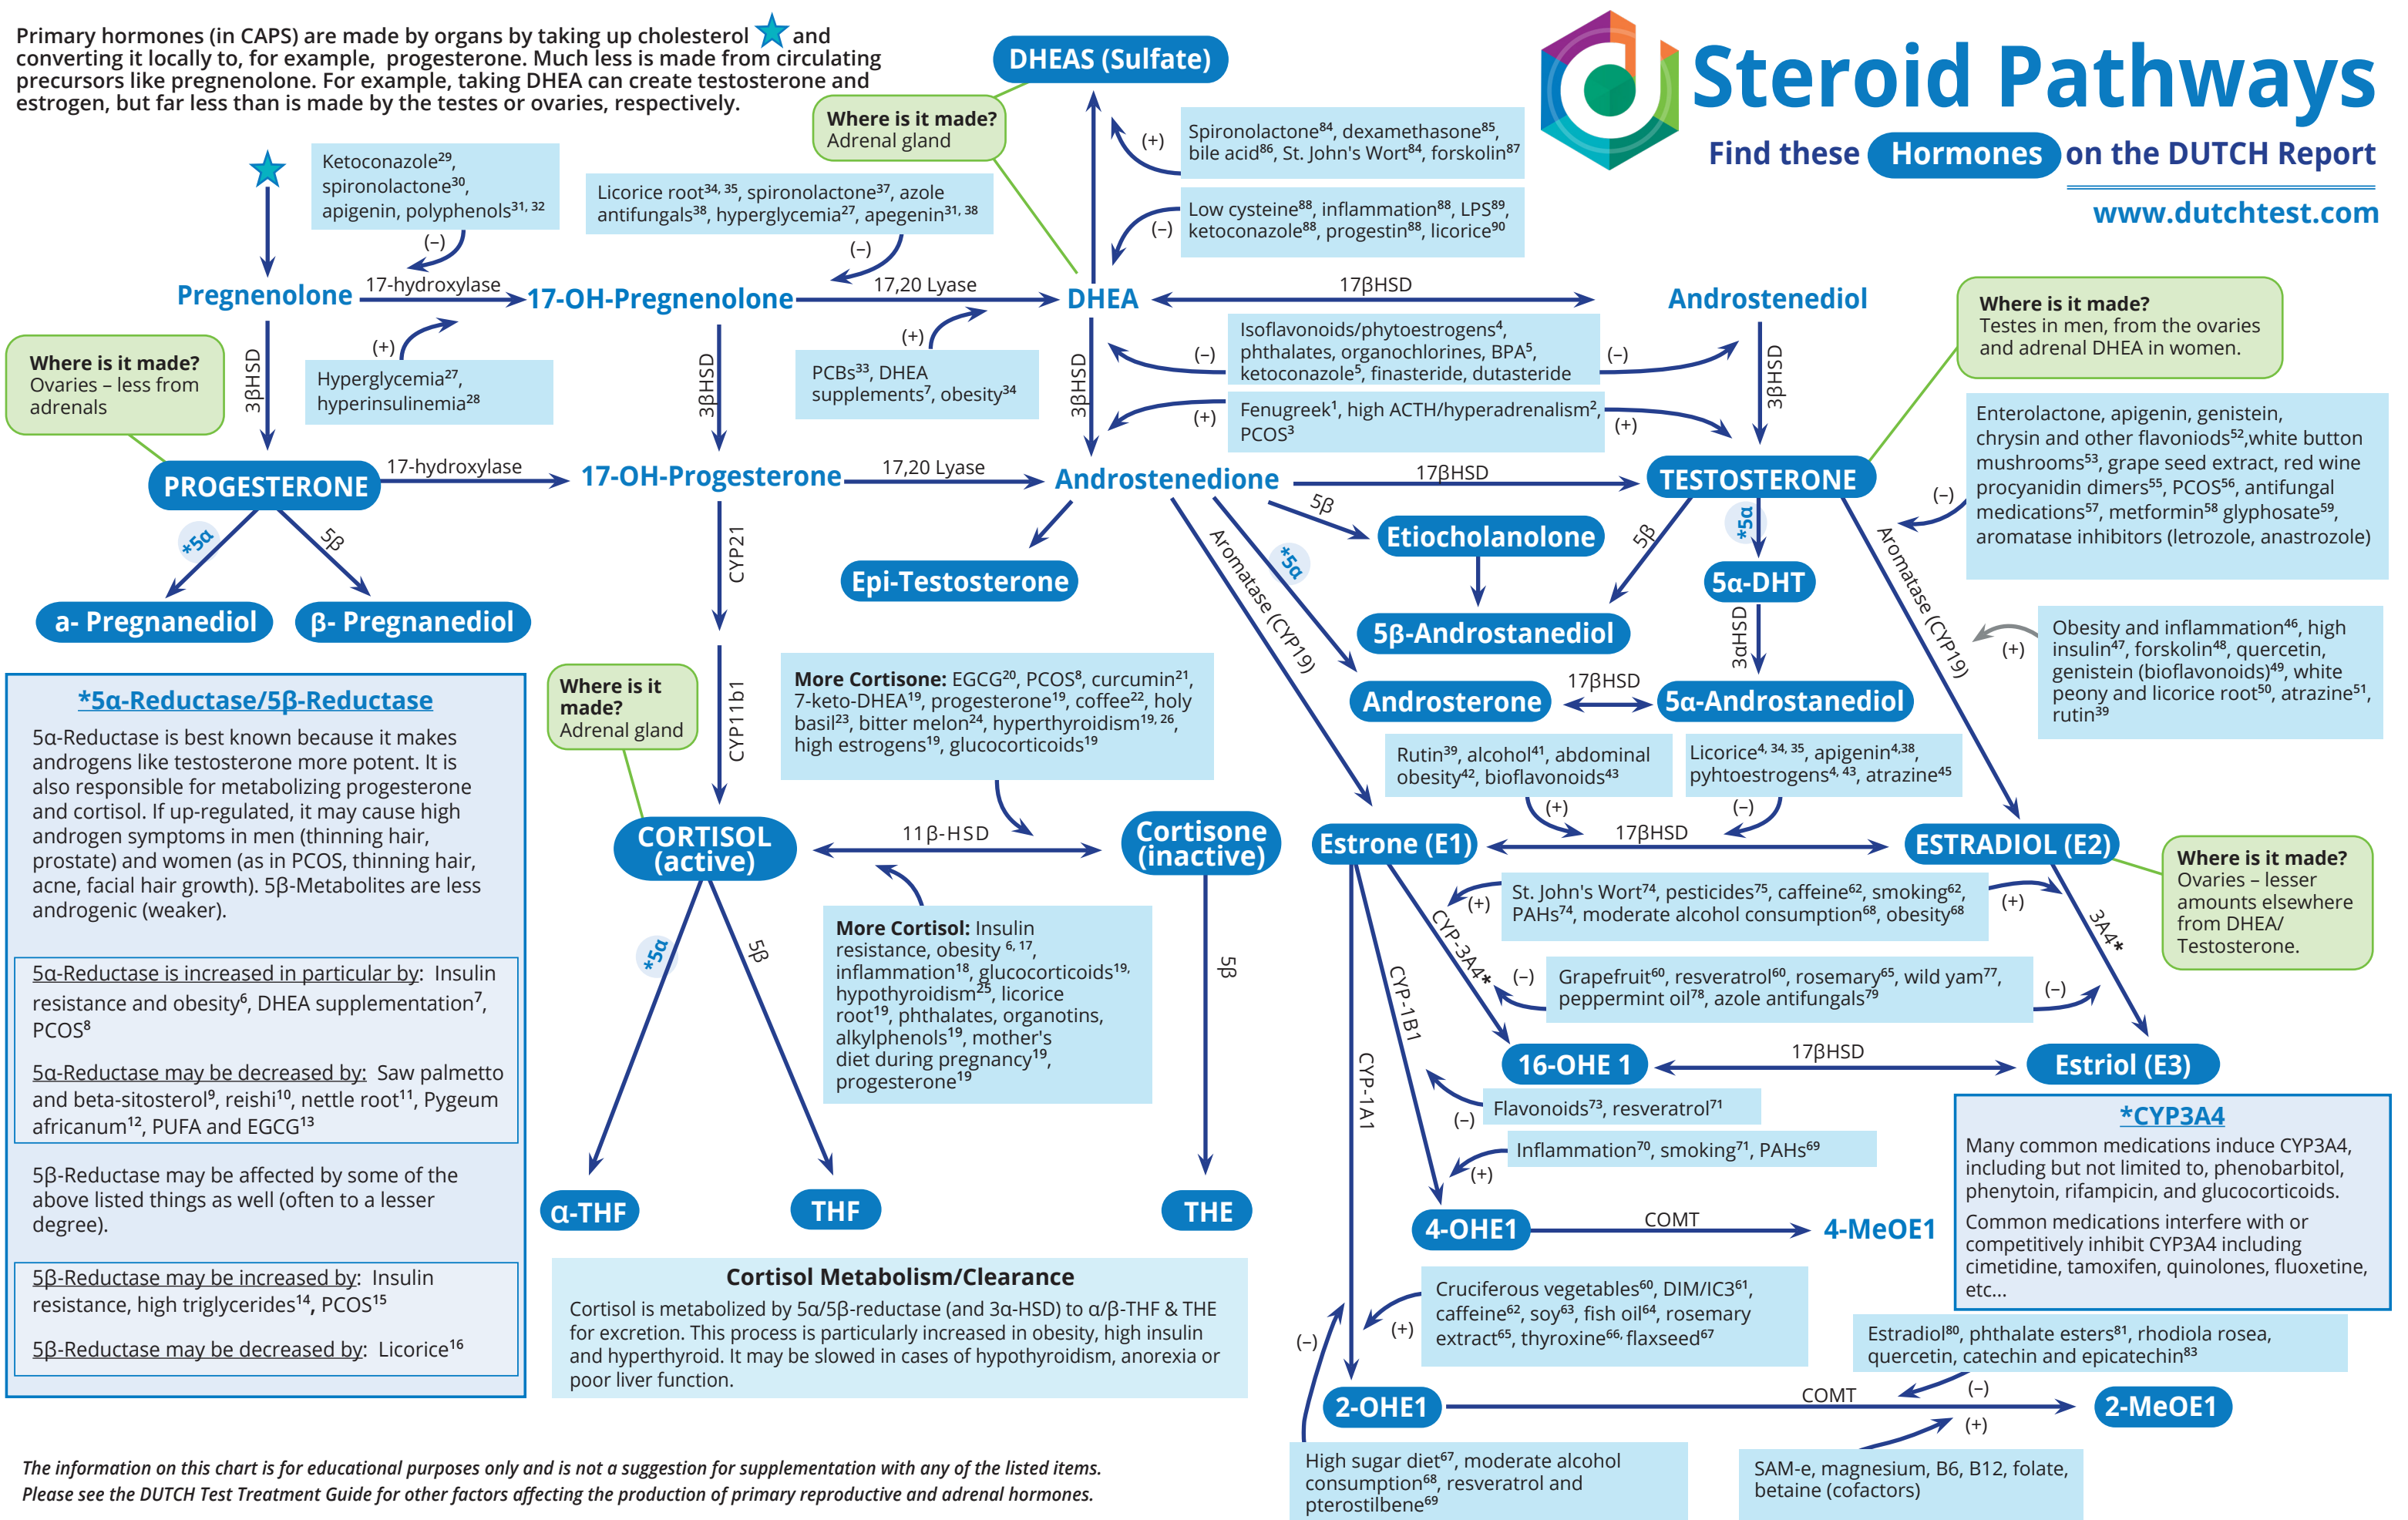 Primary hormones (in CAPS) are made by organs by taking up cholesterol and
converting it locally to, for example, progesterone. Much less is made from circulating
precursors like pregnenolone. For example, taking DHEA can create testosterone and
estrogen, but far less than is made by the testes or ovaries, respectively.
DHEAS (Sulfate)
Steroid Pathways
Find these Hormones on the DUTCH Report
www.dutchtest.com
Where is it made?
Adrenal gland
(+)
Spironolactone⁸⁴, dexamethasone⁸⁵,
bile acid⁸⁶, St. John's Wort⁸⁴, forskolin⁸⁷
(–)
Low cysteine⁸⁸, inflammation⁸⁸, LPS⁸⁹,
ketoconazole⁸⁸, progestin⁸⁸, licorice⁹⁰
Ketoconazole²⁹,
spironolactone³⁰,
apigenin, polyphenols³¹, ³²
(–)
Licorice root³⁴, ³⁵, spironolactone³⁷, azole
antifungals³⁸, hyperglycemia²⁷, apegenin³¹, ³⁸
(–)
Pregnenolone
17-hydroxylase
17-OH-Pregnenolone
17,20 Lyase
DHEA
17βHSD
Androstenediol
Where is it made?
Testes in men, from the ovaries
and adrenal DHEA in women.
Where is it made?
Ovaries – less from
adrenals
3βHSD
(+)
Hyperglycemia²⁷,
hyperinsulinemia²⁸
3βHSD
(+)
PCBs³³, DHEA
supplements⁷, obesity³⁴
3βHSD
(–)
Isoflavonoids/phytoestrogens⁴,
phthalates, organochlorines, BPA⁵,
ketoconazole⁵, finasteride, dutasteride
(–)
3βHSD
(+)
Fenugreek¹, high ACTH/hyperadrenalism²,
PCOS³
(+)
Enterolactone, apigenin, genistein,
chrysin and other flavoniods⁵²,white button
mushrooms⁵³, grape seed extract, red wine
procyanidin dimers⁵⁵, PCOS⁵⁶, antifungal
medications⁵⁷, metformin⁵⁸ glyphosate⁵⁹,
aromatase inhibitors (letrozole, anastrozole)
(–)
PROGESTERONE
17-hydroxylase
17-OH-Progesterone
17,20 Lyase
Androstenedione
17βHSD
TESTOSTERONE
*5α
5β
a- Pregnanediol
β- Pregnanediol
CYP21
Epi-Testosterone
Aromatase (CYP19)
*5α
5β
Etiocholanolone
5β
*5α
5α-DHT
5β-Androstanediol
3αHSD
Aromatase (CYP19)
(+)
Obesity and inflammation⁴⁶, high
insulin⁴⁷, forskolin⁴⁸, quercetin,
genistein (bioflavonoids)⁴⁹, white
peony and licorice root⁵⁰, atrazine⁵¹,
rutin³⁹
Androsterone
17βHSD
5α-Androstanediol
*5α-Reductase/5β-Reductase
5α-Reductase is best known because it makes
androgens like testosterone more potent. It is
also responsible for metabolizing progesterone
and cortisol. If up-regulated, it may cause high
androgen symptoms in men (thinning hair,
prostate) and women (as in PCOS, thinning hair,
acne, facial hair growth). 5β-Metabolites are less
androgenic (weaker).
5α-Reductase is increased in particular by: Insulin
resistance and obesity⁶, DHEA supplementation⁷,
PCOS⁸
5α-Reductase may be decreased by: Saw palmetto
and beta-sitosterol⁹, reishi¹⁰, nettle root¹¹, Pygeum
africanum¹², PUFA and EGCG¹³
5β-Reductase may be affected by some of the
above listed things as well (often to a lesser
degree).
5β-Reductase may be increased by: Insulin
resistance, high triglycerides¹⁴, PCOS¹⁵
5β-Reductase may be decreased by: Licorice¹⁶
Where is it
made?
Adrenal gland
CYP11b1
More Cortisone: EGCG²⁰, PCOS⁸, curcumin²¹,
7-keto-DHEA¹⁹, progesterone¹⁹, coffee²², holy
basil²³, bitter melon²⁴, hyperthyroidism¹⁹, ²⁶,
high estrogens¹⁹, glucocorticoids¹⁹
CORTISOL
(active)
11β-HSD
Cortisone
(inactive)
More Cortisol: Insulin
resistance, obesity ⁶, ¹⁷,
inflammation¹⁸, glucocorticoids¹⁹,
hypothyroidism²⁵, licorice
root¹⁹, phthalates, organotins,
alkylphenols¹⁹, mother's
diet during pregnancy¹⁹,
progesterone¹⁹
*5α
5β
5β
α-THF
THF
THE
Cortisol Metabolism/Clearance
Cortisol is metabolized by 5α/5β-reductase (and 3α-HSD) to α/β-THF & THE
for excretion. This process is particularly increased in obesity, high insulin
and hyperthyroid. It may be slowed in cases of hypothyroidism, anorexia or
poor liver function.
Rutin³⁹, alcohol⁴¹, abdominal
obesity⁴², bioflavonoids⁴³
(+)
Licorice⁴, ³⁴, ³⁵, apigenin⁴,³⁸,
pyhtoestrogens⁴, ⁴³, atrazine⁴⁵
(–)
Estrone (E1)
17βHSD
ESTRADIOL (E2)
Where is it made?
Ovaries – lesser
amounts elsewhere
from DHEA/
Testosterone.
(+)
St. John's Wort⁷⁴, pesticides⁷⁵, caffeine⁶², smoking⁶²,
PAHs⁷⁴, moderate alcohol consumption⁶⁸, obesity⁶⁸
(+)
CYP-3A4*
3A4*
(–)
Grapefruit⁶⁰, resveratrol⁶⁰, rosemary⁶⁵, wild yam⁷⁷,
peppermint oil⁷⁸, azole antifungals⁷⁹
(–)
CYP-1B1
CYP-1A1
16-OHE 1
17βHSD
Estriol (E3)
(–)
Flavonoids⁷³, resveratrol⁷¹
(+)
Inflammation⁷⁰, smoking⁷¹, PAHs⁶⁹
*CYP3A4
Many common medications induce CYP3A4,
including but not limited to, phenobarbitol,
phenytoin, rifampicin, and glucocorticoids.
Common medications interfere with or
competitively inhibit CYP3A4 including
cimetidine, tamoxifen, quinolones, fluoxetine,
etc...
4-OHE1
COMT
4-MeOE1
(+)
Cruciferous vegetables⁶⁰, DIM/IC3⁶¹,
caffeine⁶², soy⁶³, fish oil⁶⁴, rosemary
extract⁶⁵, thyroxine⁶⁶, flaxseed⁶⁷
(–)
Estradiol⁸⁰, phthalate esters⁸¹, rhodiola rosea,
quercetin, catechin and epicatechin⁸³
(–)
2-OHE1
COMT
2-MeOE1
(+)
High sugar diet⁶⁷, moderate alcohol
consumption⁶⁸, resveratrol and
pterostilbene⁶⁹
SAM-e, magnesium, B6, B12, folate,
betaine (cofactors)
The information on this chart is for educational purposes only and is not a suggestion for supplementation with any of the listed items.
Please see the DUTCH Test Treatment Guide for other factors affecting the production of primary reproductive and adrenal hormones.